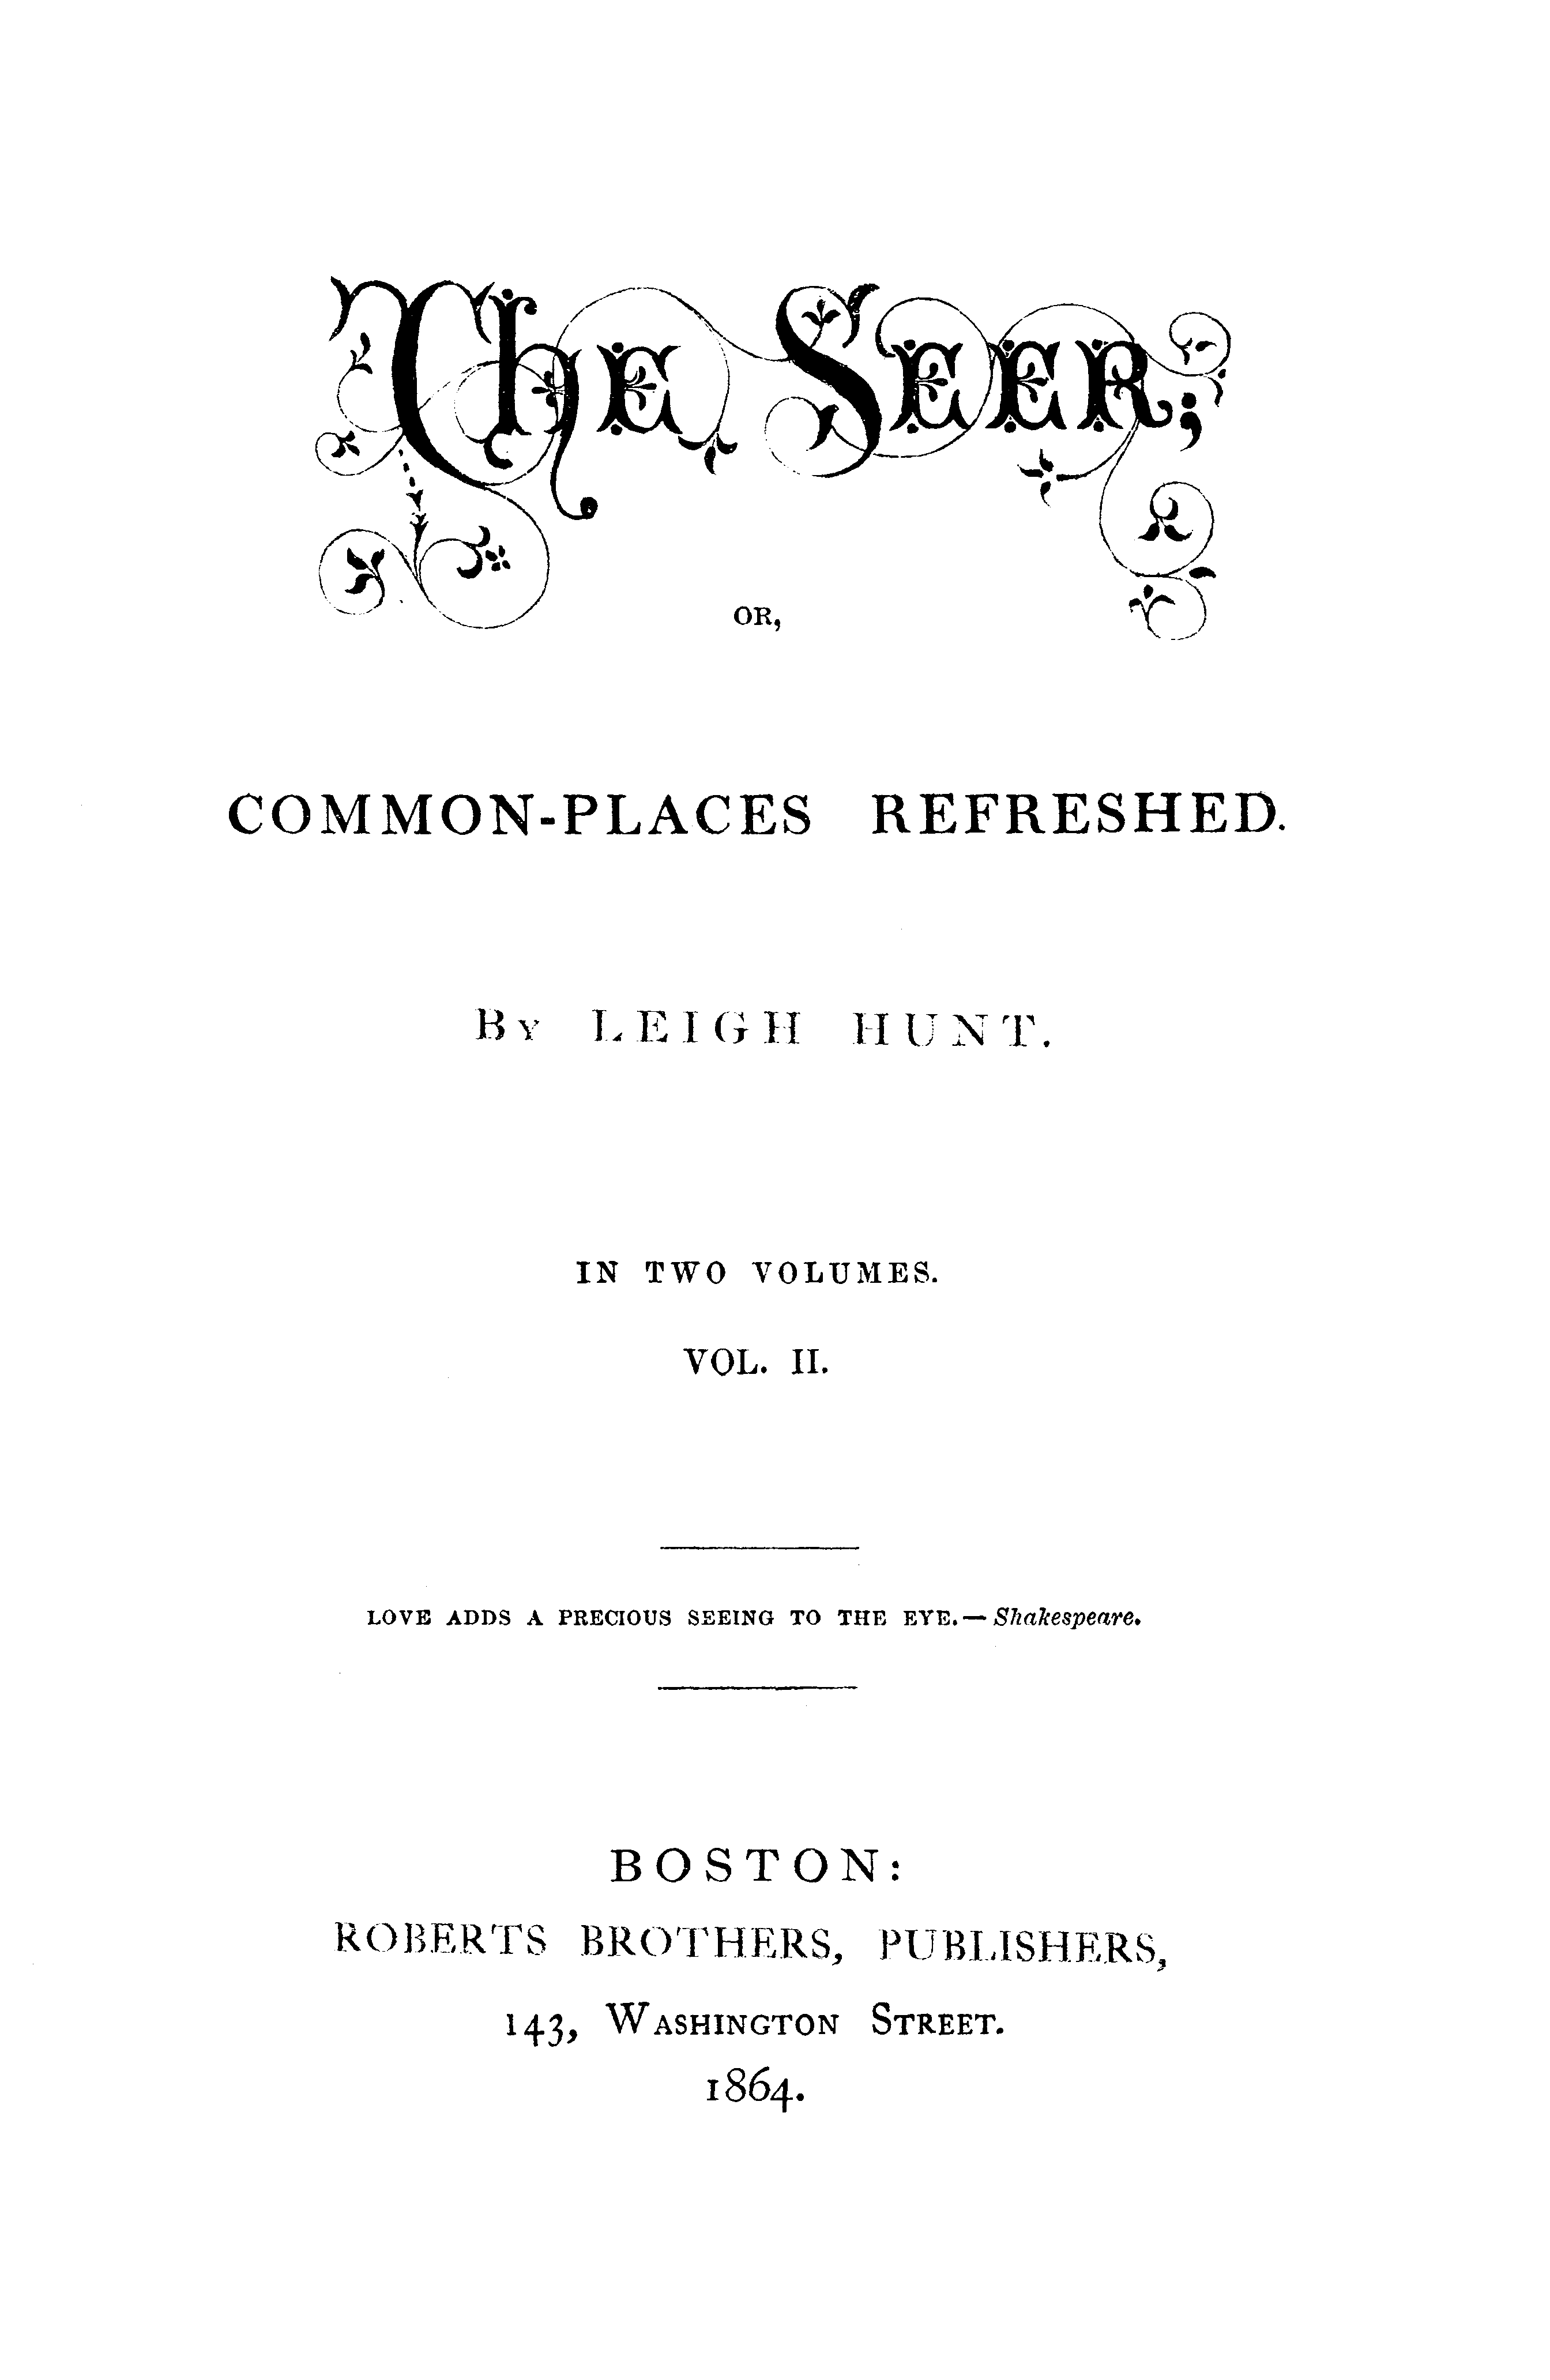 The Seer;
OR,
COMMON-PLACES REFRESHED.
By LEIGH HUNT.
IN TWO VOLUMES.
VOL. II.
LOVE ADDS A PRECIOUS SEEING TO THE EYE.—Shakespeare.
BOSTON:
ROBERTS BROTHERS, PUBLISHERS,
143, Washington Street.
1864.